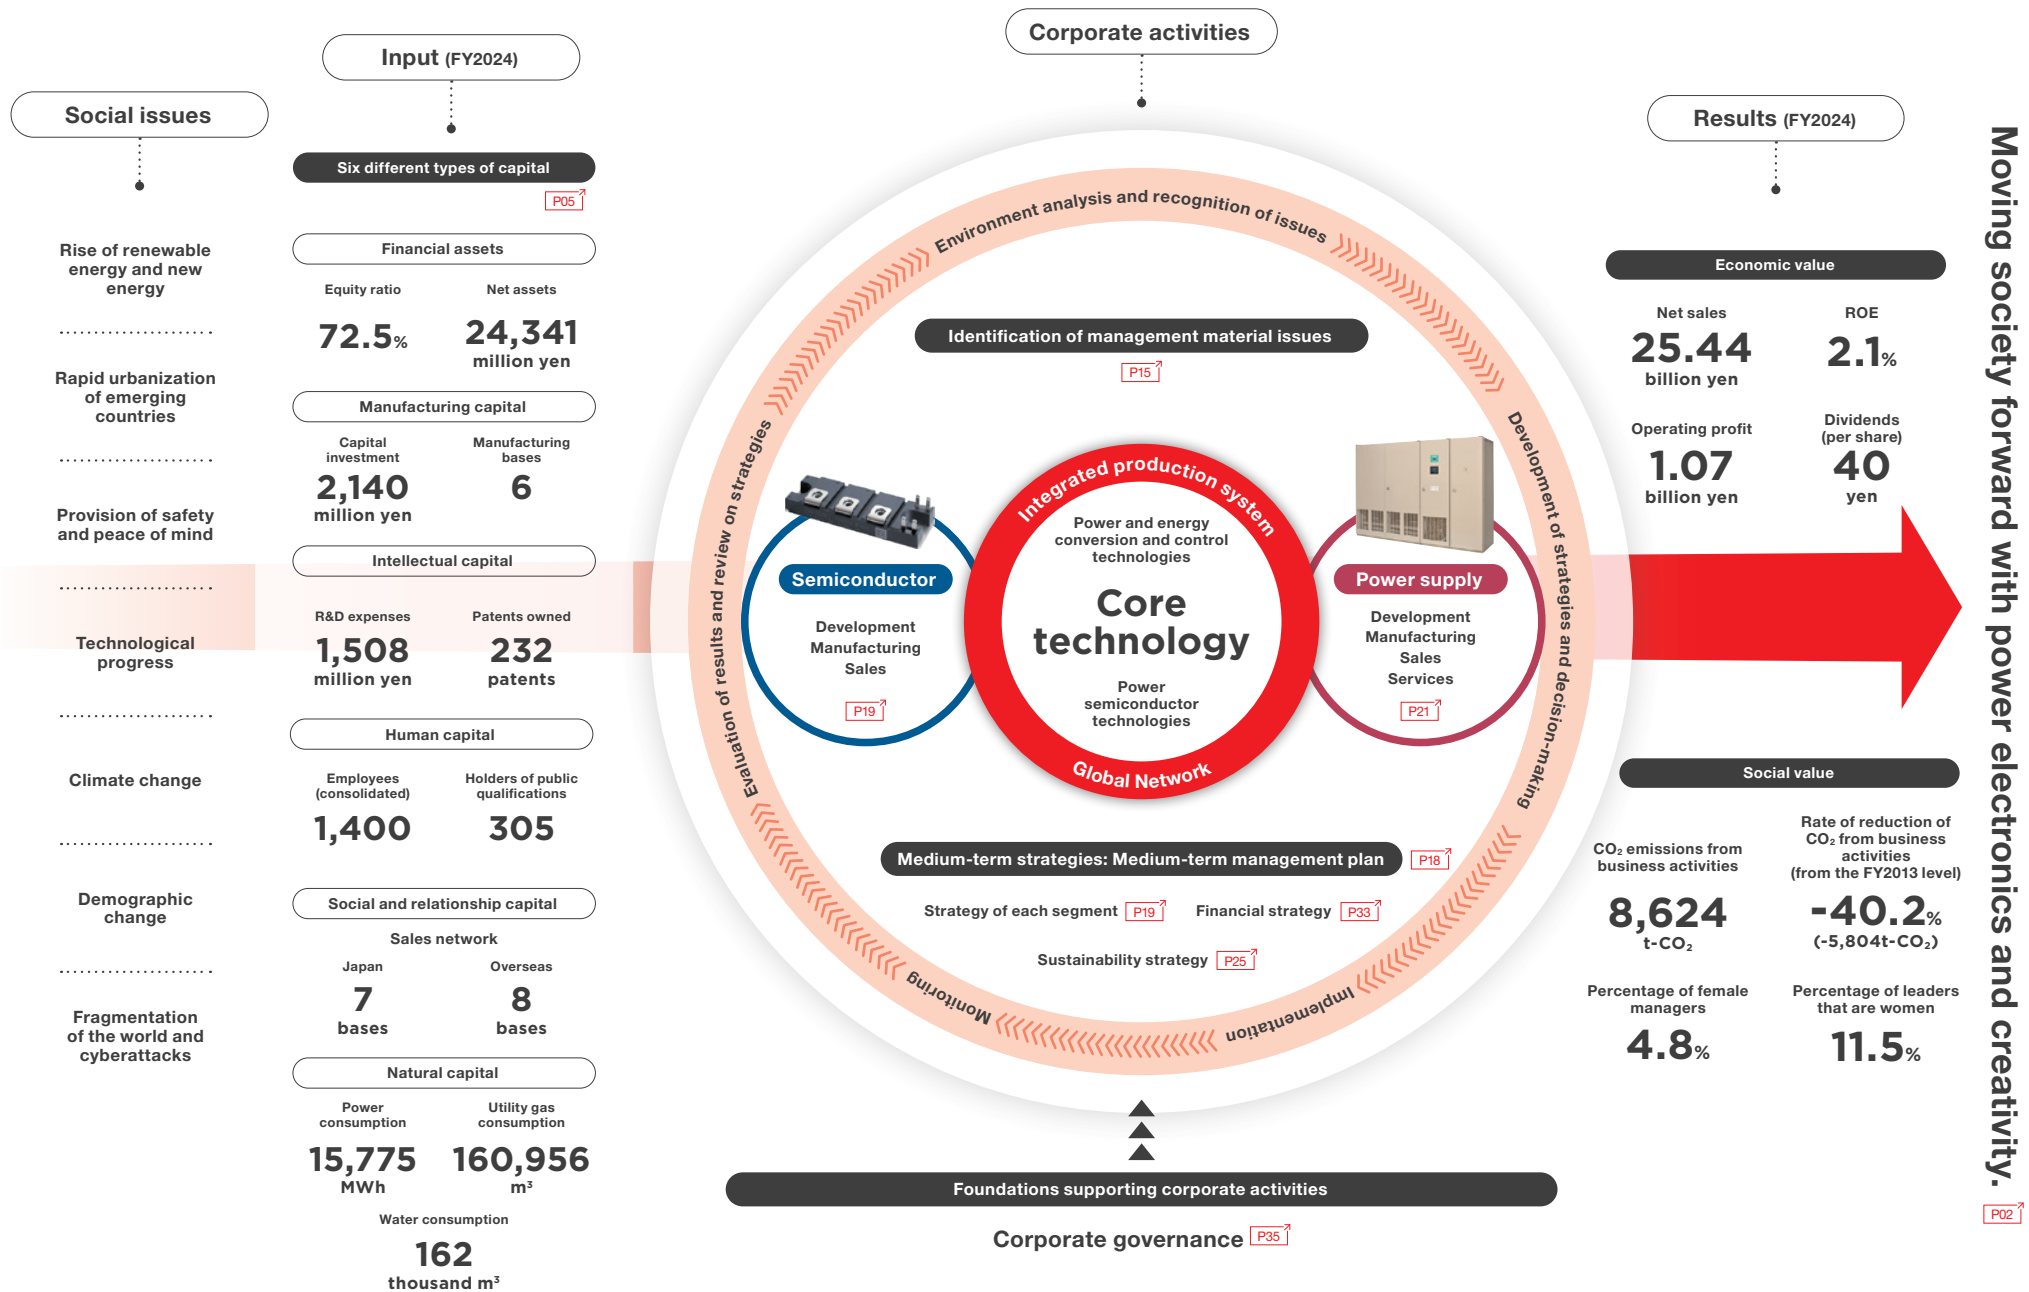 Social issues
Rise of renewable
energy and new
energy
Rapid urbanization
of emerging
countries
Provision of safety
and peace of mind
Technological
progress
Climate change
Demographic
change
Fragmentation
of the world and
cyberattacks
Input (FY2024)
Six different types of capital
P05
Financial assets
Equity ratio
72.5%
Net assets
24,341
million yen
Manufacturing capital
Capital
investment
2,140
million yen
Manufacturing
bases
6
Intellectual capital
R&D expenses
1,508
million yen
Patents owned
232
patents
Human capital
Employees
(consolidated)
1,400
Holders of public
qualifications
305
Social and relationship capital
Sales network
Japan
7
bases
Overseas
8
bases
Natural capital
Power
consumption
15,775
MWh
Utility gas
consumption
160,956
m³
Water consumption
162
thousand m³
Corporate activities
Environment analysis and recognition of issues
Development of strategies and decision-making
Implementation
Monitoring
Evaluation of results and review on strategies
Identification of management material issues
P15
Semiconductor
Development
Manufacturing
Sales
P19
Integrated production system
Power and energy
conversion and control
technologies
Core
technology
Power
semiconductor
technologies
Global Network
Power supply
Development
Manufacturing
Sales
Services
P21
Medium-term strategies: Medium-term management plan P18
Strategy of each segment P19 Financial strategy P33
Sustainability strategy P25
Foundations supporting corporate activities
Corporate governance P35
Results (FY2024)
Economic value
Net sales
25.44
billion yen
ROE
2.1%
Operating profit
1.07
billion yen
Dividends
(per share)
40
yen
Social value
CO₂ emissions from
business activities
8,624
t-CO₂
Rate of reduction of
CO₂ from business
activities
(from the FY2013 level)
-40.2%
(-5,804t-CO₂)
Percentage of female
managers
4.8%
Percentage of leaders
that are women
11.5%
Moving society forward with power electronics and creativity.
P02